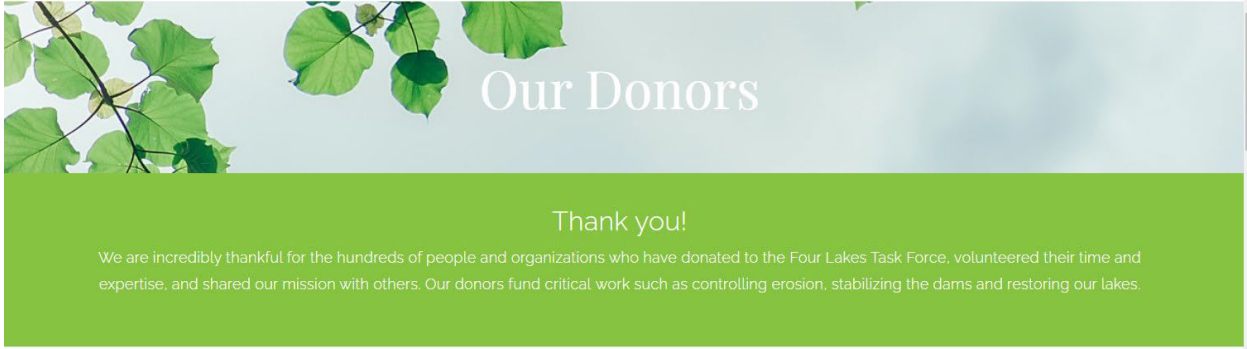 Our Donors
Thank you!
We are incredibly thankful for the hundreds of people and organizations who have donated to the Four Lakes Task Force, volunteered their time and
expertise, and shared our mission with others. Our donors fund critical work such as controlling erosion, stabilizing the dams and restoring our lakes.